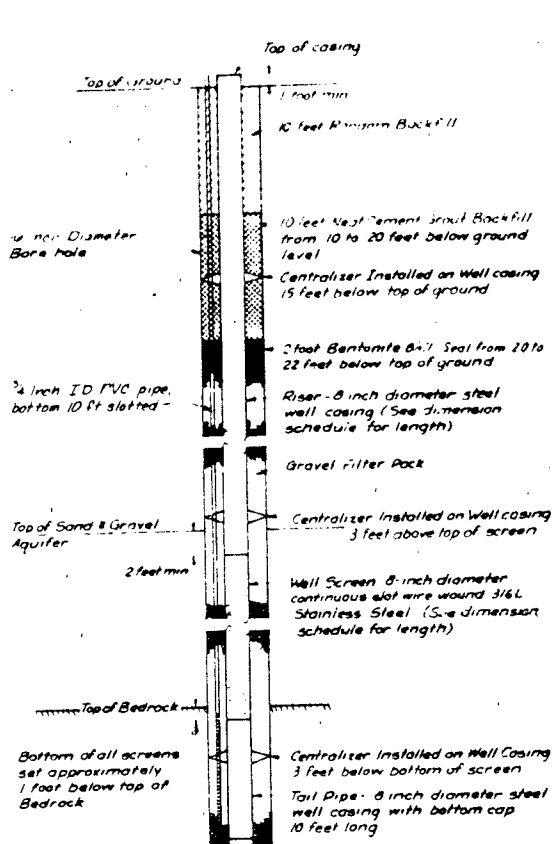 Top of casing
Top of Ground
1 foot min
10 feet Random Backfill
10 feet Neat Cement Grout Backfill
from 10 to 20 feet below ground
level
Diameter
Bore hole
Centralizer Installed on Well casing
15 feet below top of ground
2 foot Bentonite Ball Seal from 20 to
22 feet below top of ground
3/4 Inch ID PVC pipe,
bottom 10 ft slotted
Riser - 8 inch diameter steel
well casing (See dimension
schedule for length)
Gravel Filter Pack
Top of Sand & Gravel
Aquifer
Centralizer Installed on Well casing
3 feet above top of screen
2 feet min
Well Screen 8-inch diameter
continuous slot wire wound 316L
Stainless Steel (See dimension
schedule for length)
Top of Bedrock
Bottom of all screens
set approximately
1 foot below top of
Bedrock
Centralizer Installed on Well Casing
3 feet below bottom of screen
Tail Pipe - 8 inch diameter steel
well casing with bottom cap
10 feet long